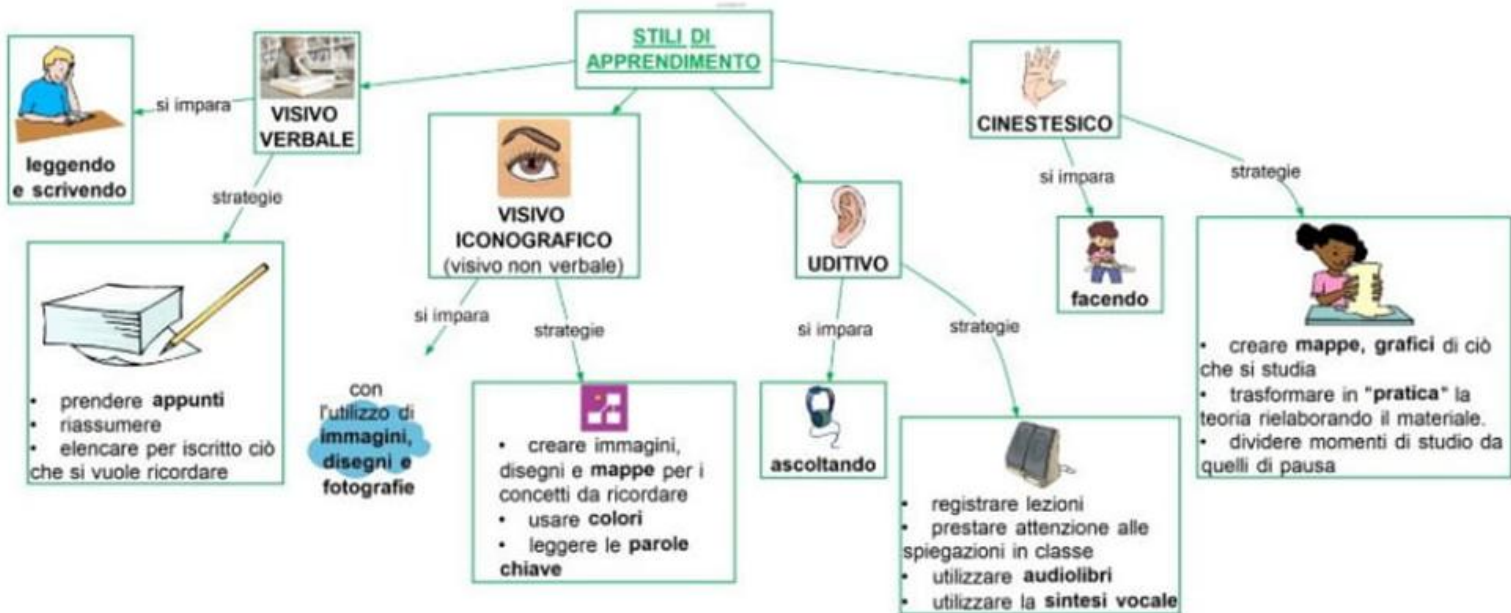 STILI DI
APPRENDIMENTO
si impara
VISIVO
VERBALE
leggendo
e scrivendo
strategie
• prendere appunti
• riassumere
• elencare per iscritto ciò
che si vuole ricordare
VISIVO
ICONOGRAFICO
(visivo non verbale)
si impara
strategie
con
l'utilizzo di
immagini,
disegni e
fotografie
• creare immagini,
disegni e mappe per i
concetti da ricordare
• usare colori
• leggere le parole
chiave
UDITIVO
si impara
strategie
ascoltando
• registrare lezioni
• prestare attenzione alle
spiegazioni in classe
• utilizzare audiolibri
• utilizzare la sintesi vocale
CINESTESICO
si impara
strategie
facendo
• creare mappe, grafici di ciò
che si studia
• trasformare in "pratica" la
teoria rielaborando il materiale.
• dividere momenti di studio da
quelli di pausa